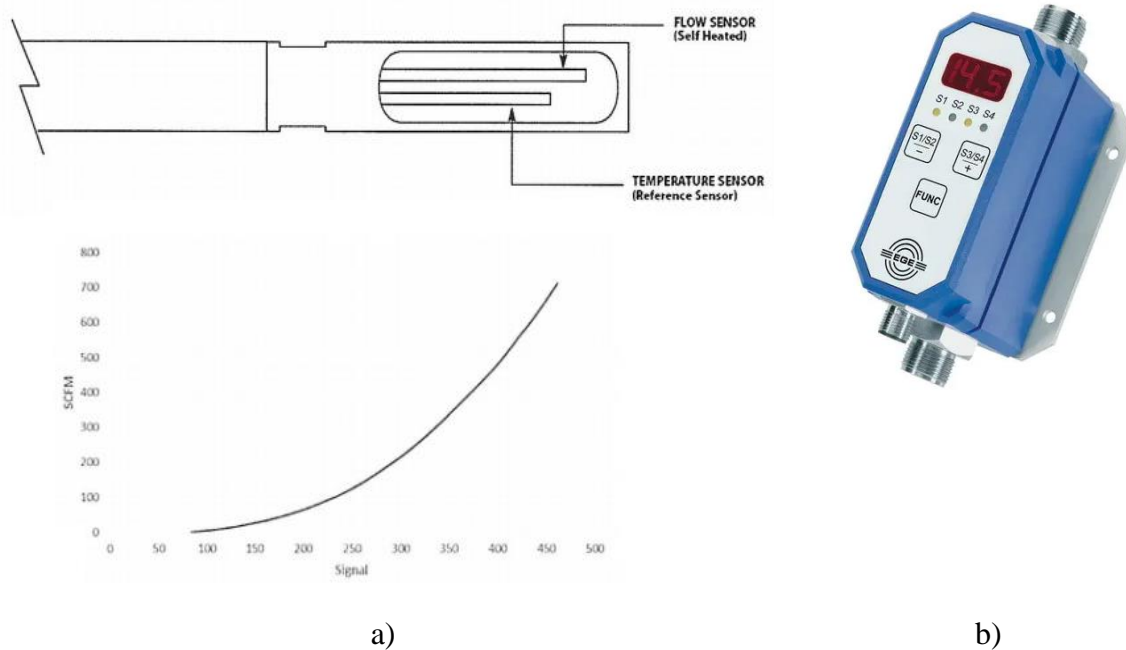 FLOW SENSOR
(Self Heated)
TEMPERATURE SENSOR
(Reference Sensor)
800
700
600
500
400
300
200
100
0
SCFM
0 50 100 150 200 250 300 350 400 450 500
Signal
a)
14.5
S1 S2 S3 S4
S1/S2
–
S3/S4
+
FUNC
EGE
b)